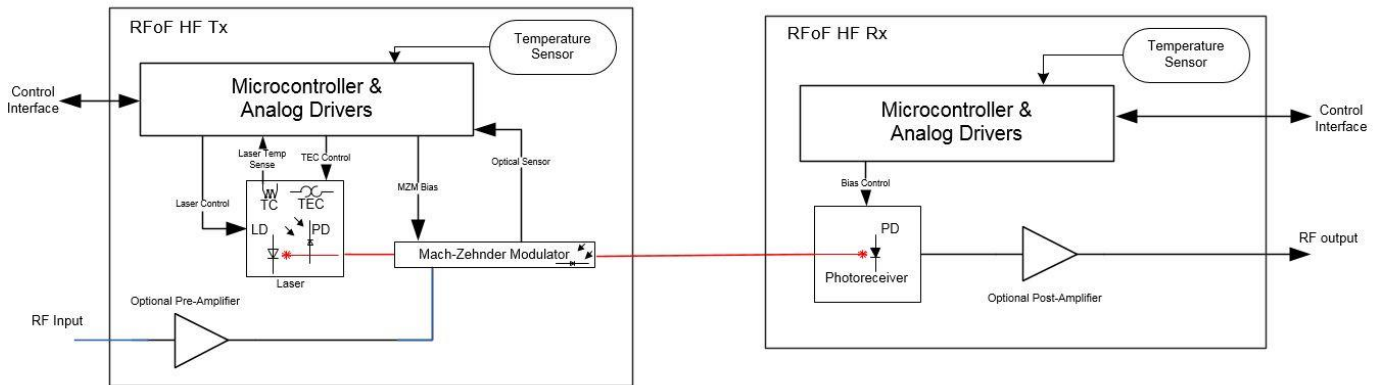 RFoF HF Tx
Temperature
Sensor
Microcontroller &
Analog Drivers
Control
Interface
Laser Temp
Sense
TEC Control
Optical Sensor
MZM Bias
Laser Control
TC
TEC
LD
PD
Mach-Zehnder Modulator
Laser
Optional Pre-Amplifier
RF Input
RFoF HF Rx
Temperature
Sensor
Microcontroller &
Analog Drivers
Control
Interface
Bias Control
PD
Photoreceiver
RF output
Optional Post-Amplifier